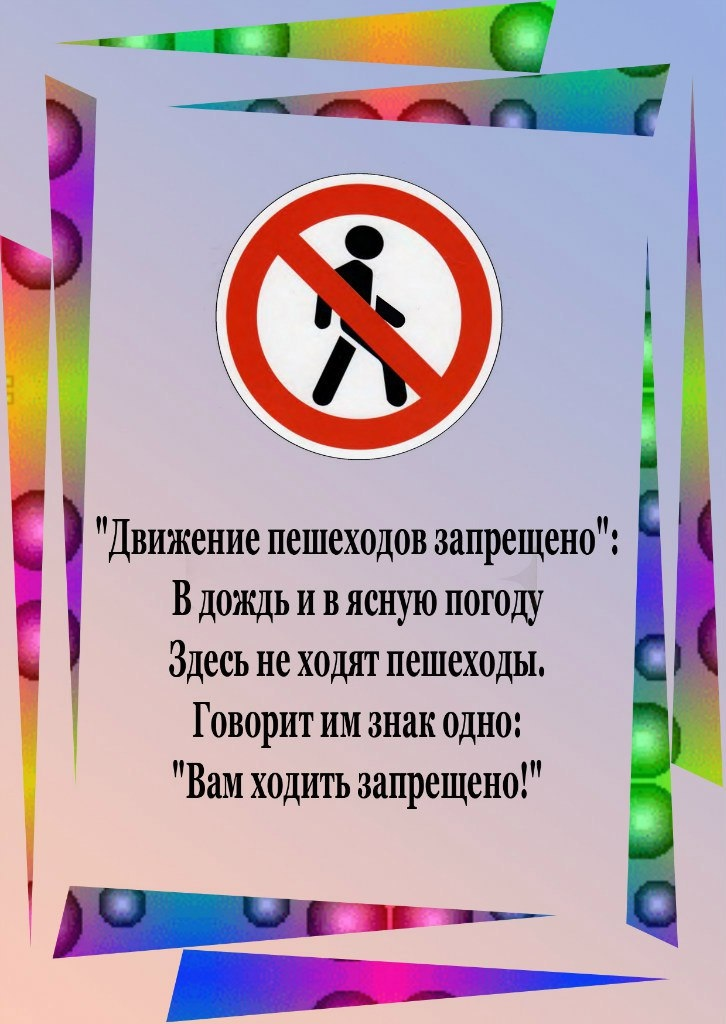 "Движение пешеходов запрещено":
В дождь и в ясную погоду
Здесь не ходят пешеходы.
Говорит им знак одно:
"Вам ходить запрещено!"